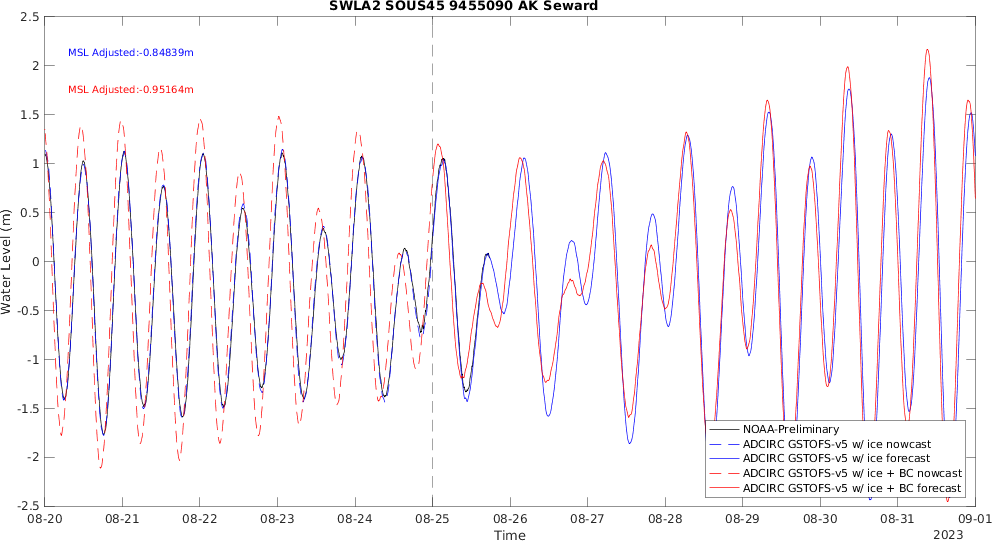 SWLA2 SOUS45 9455090 AK Seward
MSL Adjusted:-0.84839m
MSL Adjusted:-0.95164m
Water Level (m)
2.5
2
1.5
1
0.5
0
-0.5
-1
-1.5
-2
-2.5
NOAA-Preliminary
ADCIRC GSTOFS-v5 w/ ice nowcast
ADCIRC GSTOFS-v5 w/ ice forecast
ADCIRC GSTOFS-v5 w/ ice + BC nowcast
ADCIRC GSTOFS-v5 w/ ice + BC forecast
08-20 08-21 08-22 08-23 08-24 08-25 08-26 08-27 08-28 08-29 08-30 08-31 09-01
Time
2023